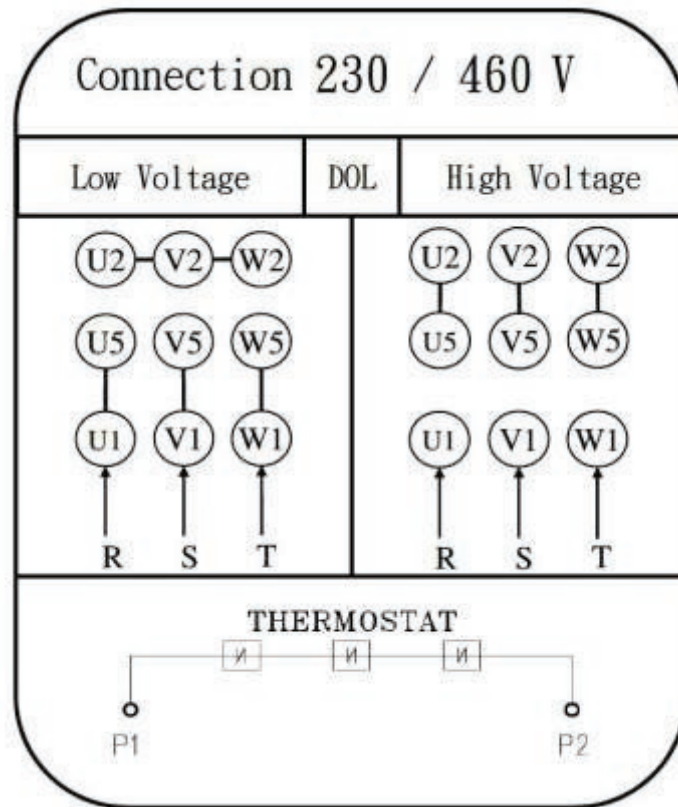 Connection 230 / 460 V
Low Voltage DOL High Voltage
U2 V2 W2 U2 V2 W2
U5 V5 W5 U5 V5 W5
U1 V1 W1 U1 V1 W1
R S T R S T
THERMOSTAT
P1 P2